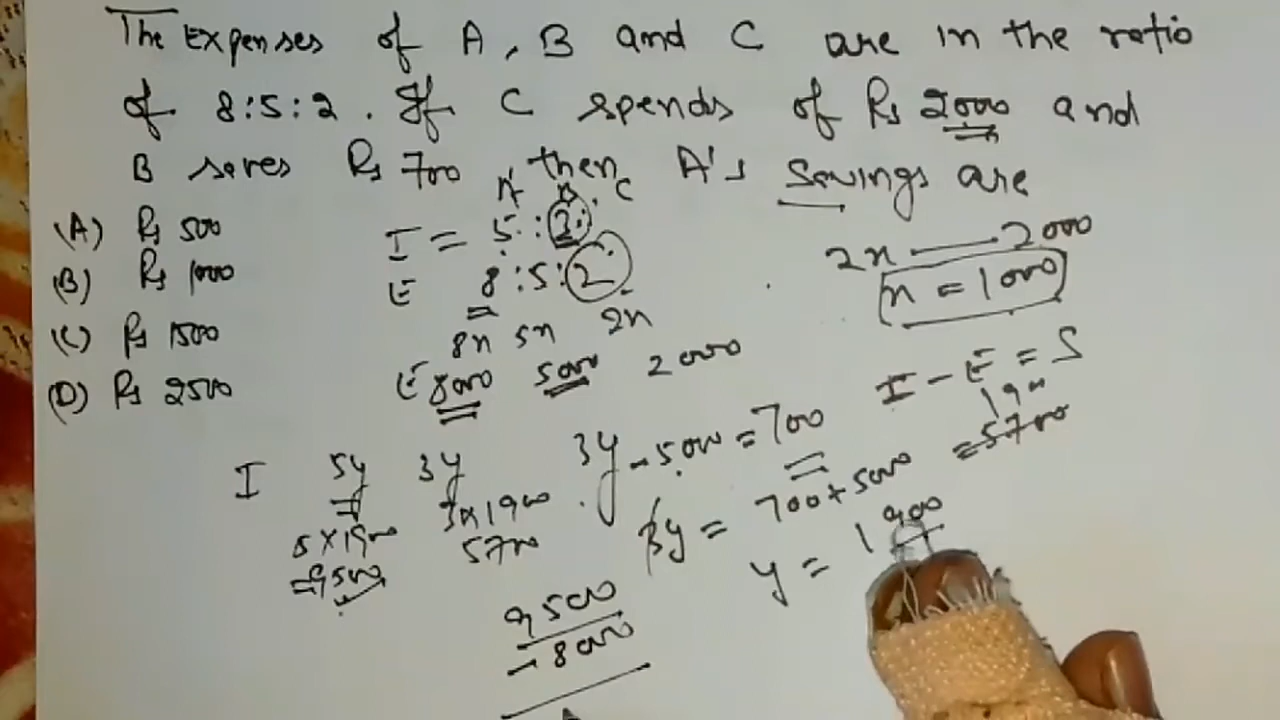 The Expenses of A, B and C are in the ratio
of 8:5:2. If C spends of Rs 2000 and
B saves Rs 700, then A's Savings are
(A) Rs 500
(B) Rs 1000
(C) Rs 1500
(D) Rs 2500
A B C
I = 5 : 3 :
E 8 : 5 : 2
8x 5x 2x
E 8000 5000 2000
2x — 2000
x = 1000
I - E = S
I 5y 3y
5×1900 3×1900
=9500 5700
3y - 5000 = 700
3y = 700 + 5000 = 5700
1900
y = 1900
9500
-8000